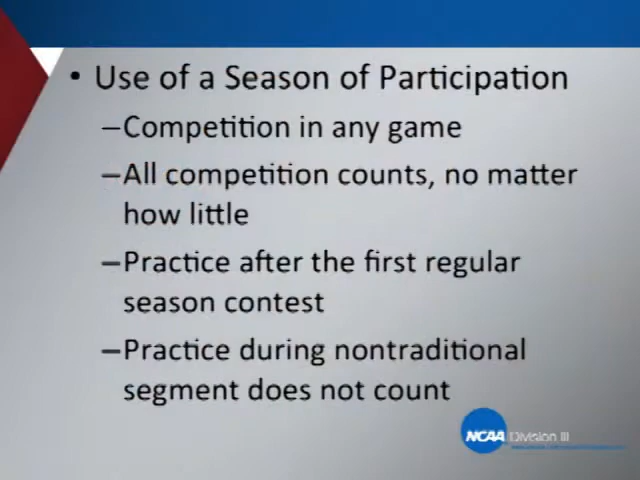 • Use of a Season of Participation
–Competition in any game
–All competition counts, no matter
how little
–Practice after the first regular
season contest
–Practice during nontraditional
segment does not count
NCAA Division III